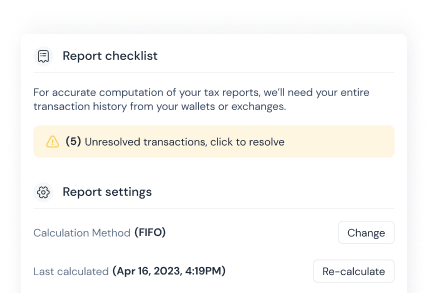 Report checklist
For accurate computation of your tax reports, we'll need your entire
transaction history from your wallets or exchanges.
(5) Unresolved transactions, click to resolve
Report settings
Calculation Method (FIFO)
Change
Last calculated (Apr 16, 2023, 4:19PM)
Re-calculate